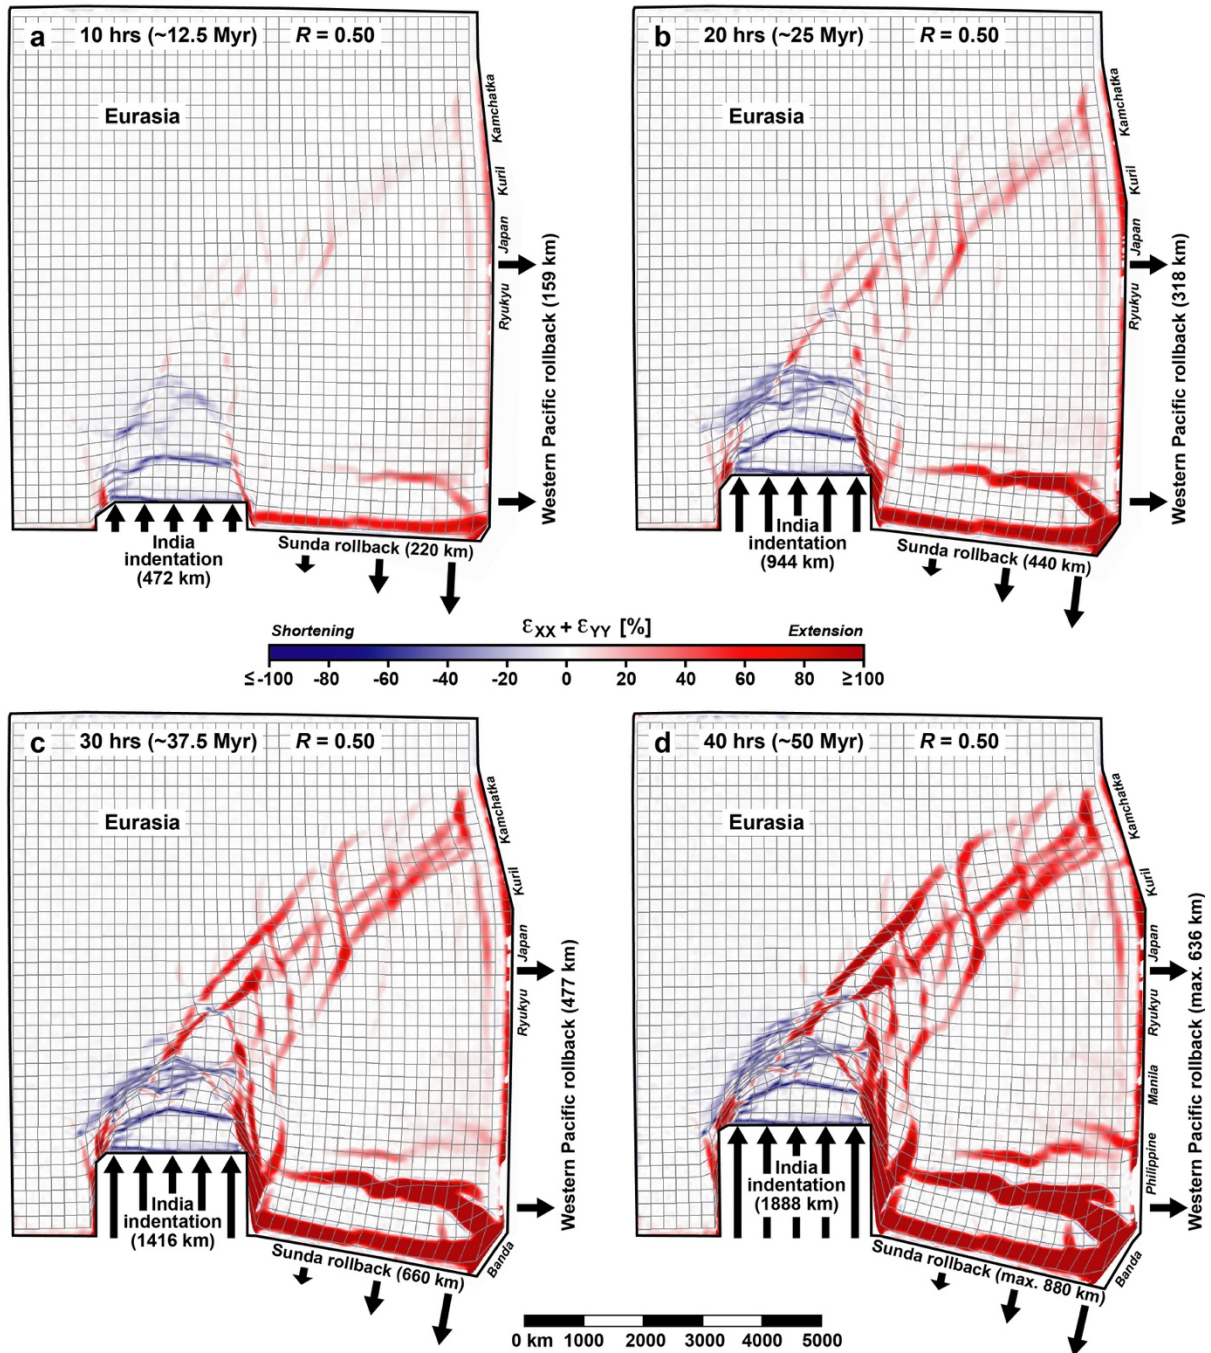 a 10 hrs (~12.5 Myr) R = 0.50
Eurasia
Kamchatka
Kuril
Japan
Ryukyu
Western Pacific rollback (159 km)
India
indentation
(472 km)
Sunda rollback (220 km)
b 20 hrs (~25 Myr) R = 0.50
Eurasia
Kamchatka
Kuril
Japan
Ryukyu
Western Pacific rollback (318 km)
India
indentation
(944 km)
Sunda rollback (440 km)
Shortening εXX + εYY [%] Extension
≤ -100 -80 -60 -40 -20 0 20 40 60 80 ≥100
c 30 hrs (~37.5 Myr) R = 0.50
Eurasia
Kamchatka
Kuril
Japan
Ryukyu
Western Pacific rollback (477 km)
India
indentation
(1416 km)
Sunda rollback (660 km)
Banda
d 40 hrs (~50 Myr) R = 0.50
Eurasia
Kamchatka
Kuril
Japan
Ryukyu
Manila
Philippine
Western Pacific rollback (max. 636 km)
India
indentation
(1888 km)
Sunda rollback (max. 880 km)
Banda
0 km 1000 2000 3000 4000 5000